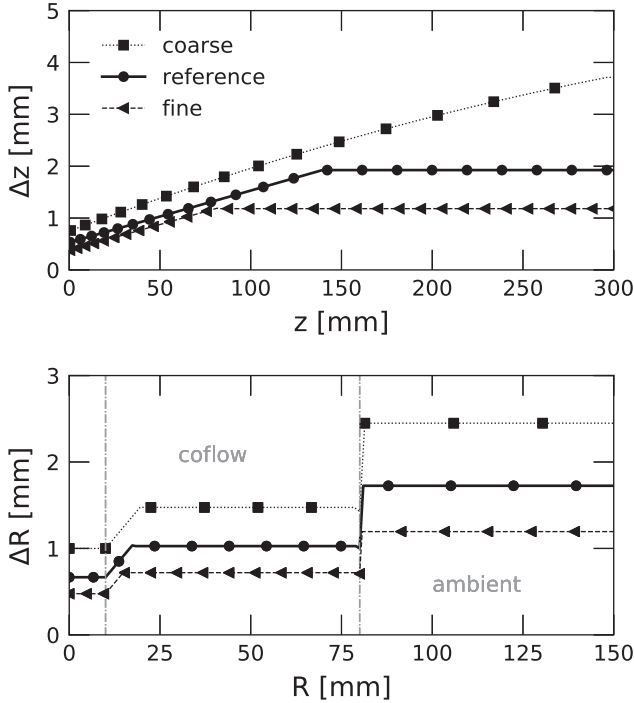 5
4
3
2
1
0
Δz [mm]
coarse
reference
fine
0 50 100 150 200 250 300
z [mm]
3
2
1
0
ΔR [mm]
coflow
ambient
0 25 50 75 100 125 150
R [mm]